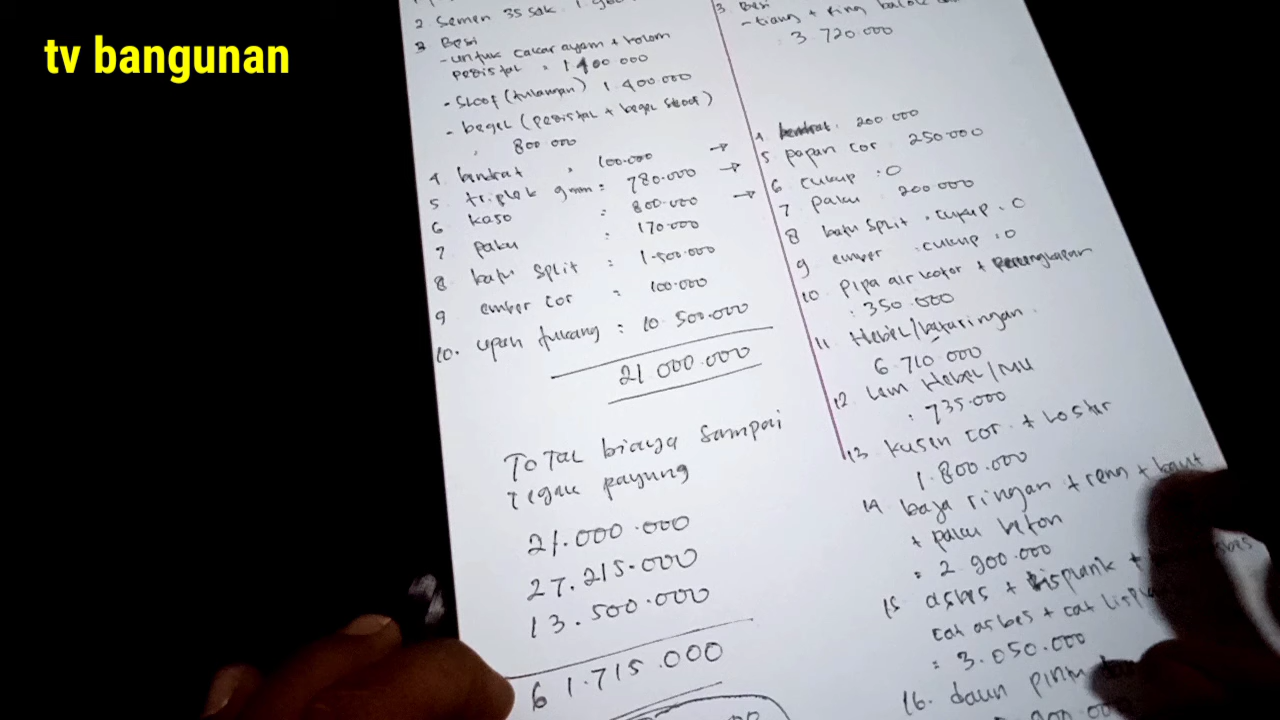 tv bangunan
2 Semen 35 Sak
3 Besi
- untuk cakar ayam + kolom
pedistal = 1 400 000
- Sloof (tulangan) 1.400.000
- begel (pedistal + begel sloof)
: 800 000
4 bendrat : 100.000
5 triplek 9mm = 780.000
6 kaso : 800.000
7 paku : 170.000
8 batu split : 1.500.000
9 ember cor = 100.000
10. upah tukang : 10.500.000
21 000.000
TOTAL biaya sampai
tegak payung
21.000.000
27.215.000
13.500.000
61.715.000
3. Besi
- tiang + ring balok
: 3.720.000
4 bendrat. 200.000
5 papan cor 250.000
6 cukup : 0
7 paku 200.000
8 batu split . cukup . 0
9 ember . cukup : 0
10 Pipa air kotor +
: 350.000
11 Hebel/bataringan.
6.710.000
12 Lem Hebel/MU
: 735.000
13 kusen cor + loster
1.800.000
14 baja ringan + reng + baut
+ paku beton
= 2.900.000
15 asbes + lisplank +
cat asbes + cat
= 3.050.000
16. daun pintu